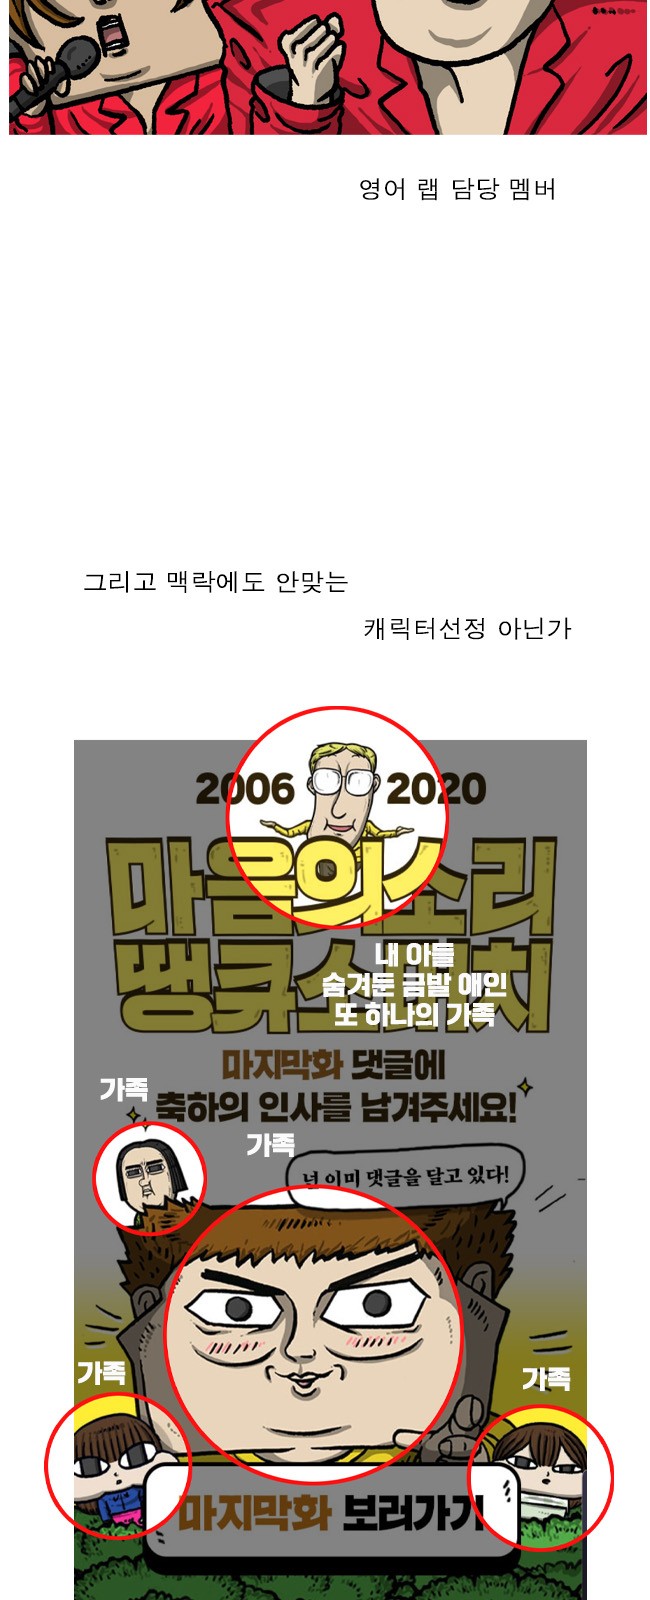 영어 랩 담당 멤버
그리고 맥락에도 안맞는
캐릭터선정 아닌가
2006 2020
마음의소리
땡큐스
치
내 아들
숨겨둔 금발 애인
또 하나의 가족
마지막화 댓글에
가족
축하의 인사를 남겨주세요!
가족
넌 이미 댓글을 달고 있다!
가족
가족
마지막화 보러가기